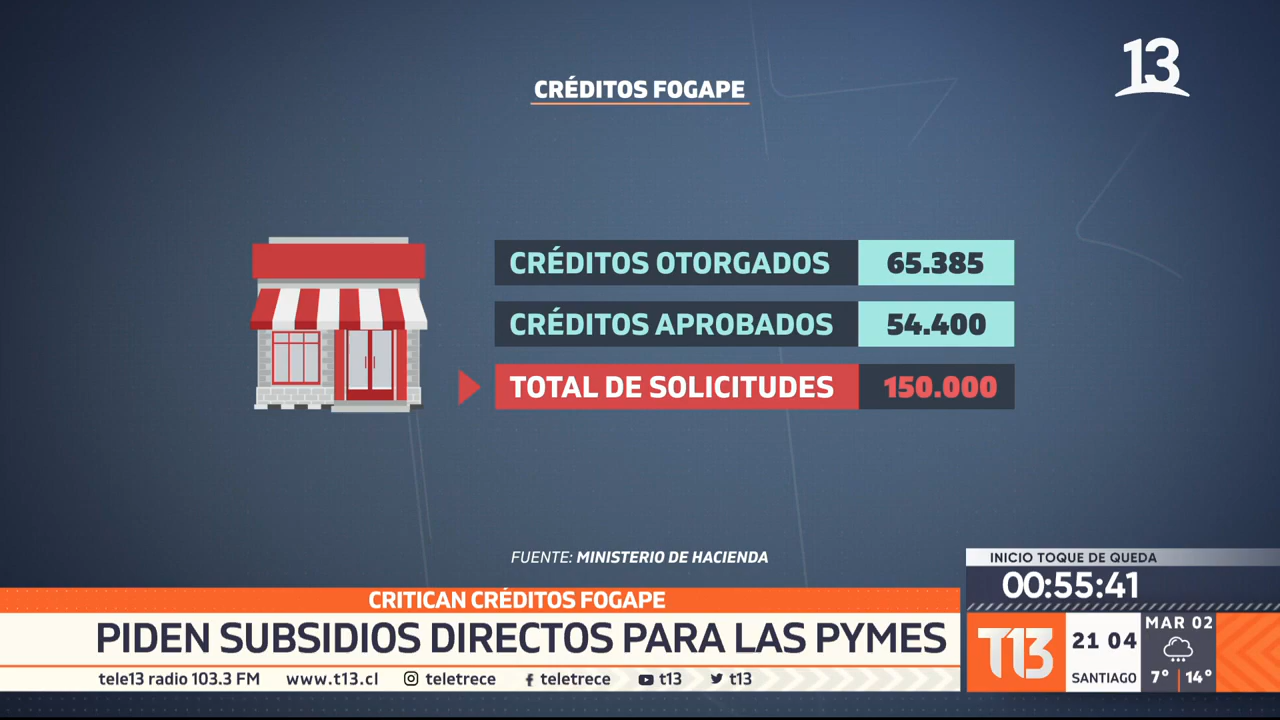 13
CRÉDITOS FOGAPE
CRÉDITOS OTORGADOS 65.385
CRÉDITOS APROBADOS 54.400
TOTAL DE SOLICITUDES 150.000
FUENTE: MINISTERIO DE HACIENDA
CRITICAN CRÉDITOS FOGAPE
PIDEN SUBSIDIOS DIRECTOS PARA LAS PYMES
tele13 radio 103.3 FM www.t13.cl teletrece teletrece t13 t13
INICIO TOQUE DE QUEDA
00:55:41
T13
21 04
SANTIAGO
MAR 02
7° 14°